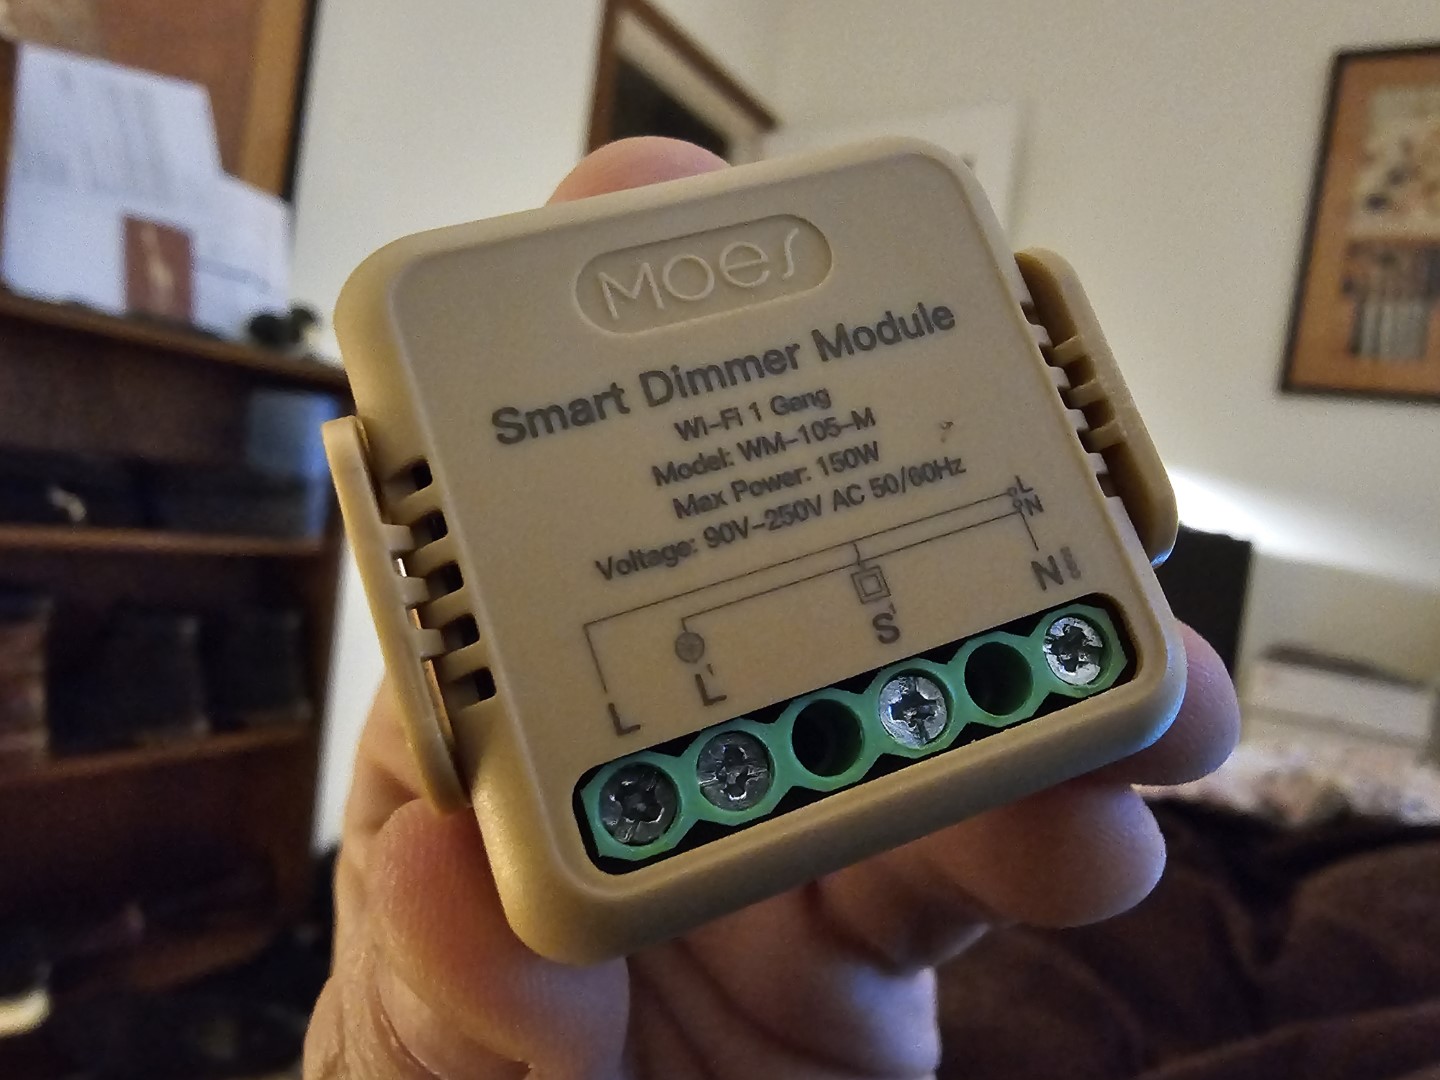 MOES
Smart Dimmer Module
Wi-Fi 1 Gang
Model: WM-105-M
Max Power: 150W
Voltage: 90V-250V AC 50/60Hz
L
N
N
S
L'
L